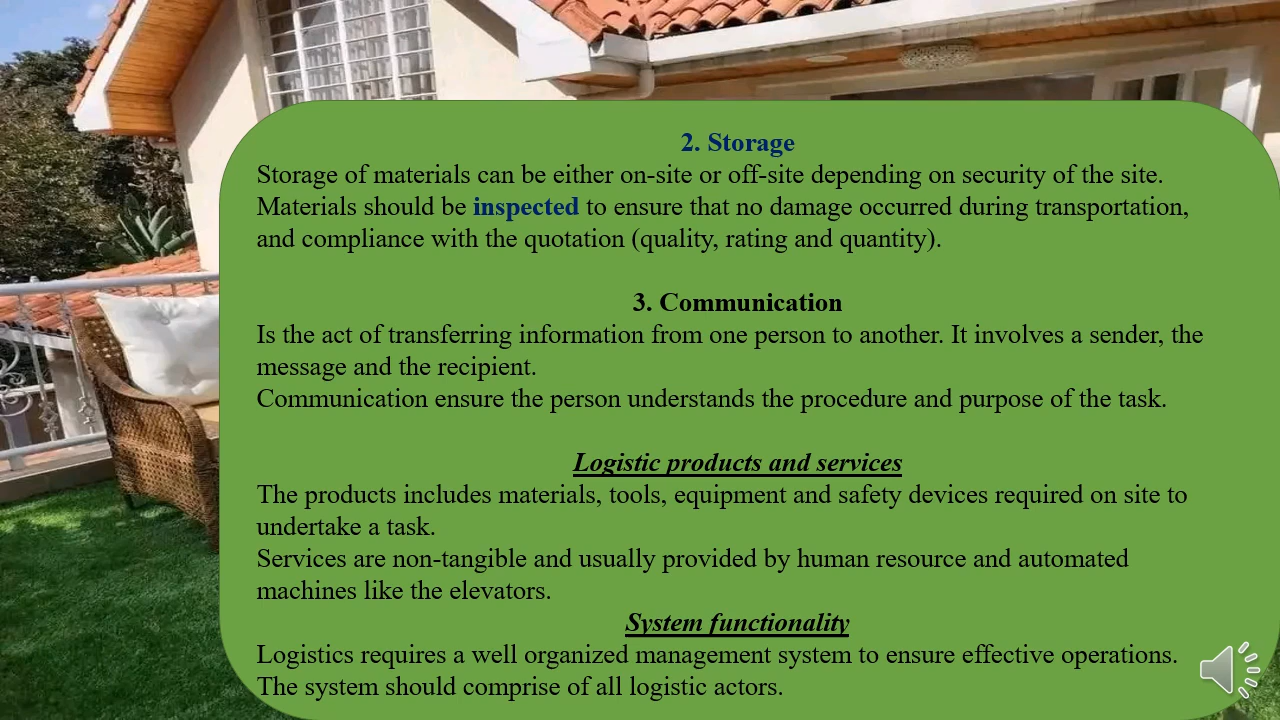 2. Storage
Storage of materials can be either on-site or off-site depending on security of the site.
Materials should be inspected to ensure that no damage occurred during transportation,
and compliance with the quotation (quality, rating and quantity).
3. Communication
Is the act of transferring information from one person to another. It involves a sender, the
message and the recipient.
Communication ensure the person understands the procedure and purpose of the task.
Logistic products and services
The products includes materials, tools, equipment and safety devices required on site to
undertake a task.
Services are non-tangible and usually provided by human resource and automated
machines like the elevators.
System functionality
Logistics requires a well organized management system to ensure effective operations.
The system should comprise of all logistic actors.